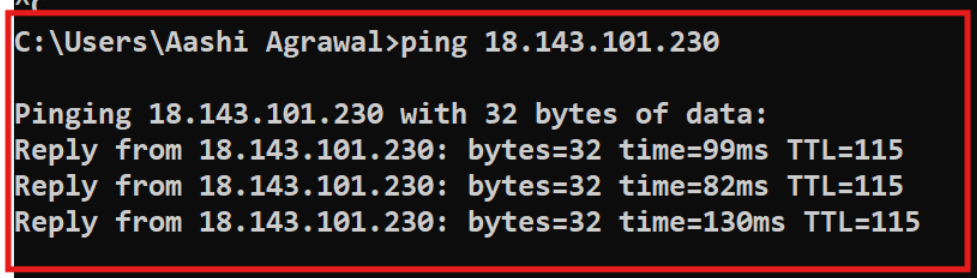 ^C
C:\Users\Aashi Agrawal>ping 18.143.101.230
Pinging 18.143.101.230 with 32 bytes of data:
Reply from 18.143.101.230: bytes=32 time=99ms TTL=115
Reply from 18.143.101.230: bytes=32 time=82ms TTL=115
Reply from 18.143.101.230: bytes=32 time=130ms TTL=115